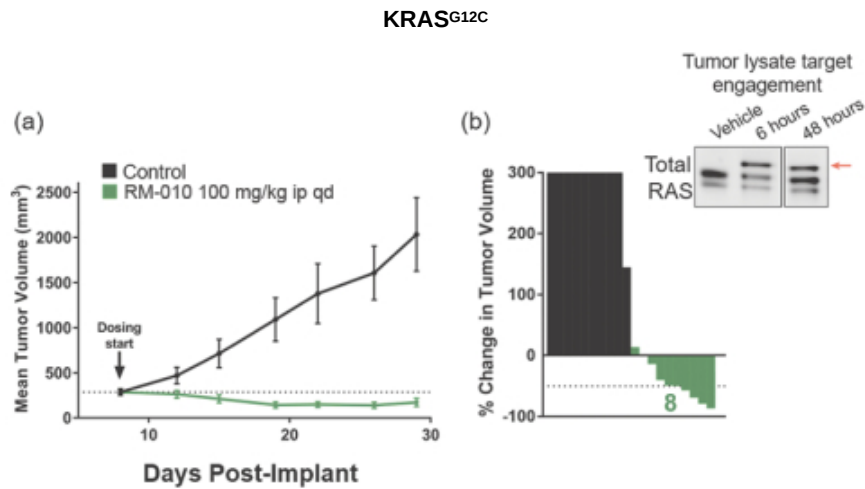 KRASG12C
Tumor lysate target
engagement
Vehicle
6 hours
48 hours
Total
RAS
(a)
Control
RM-010 100 mg/kg ip qd
Mean Tumor Volume (mm3)
2500
2000
1500
1000
500
0
Dosing
start
10
20
30
Days Post-Implant
(b)
% Change in Tumor Volume
300
200
100
0
-100
8